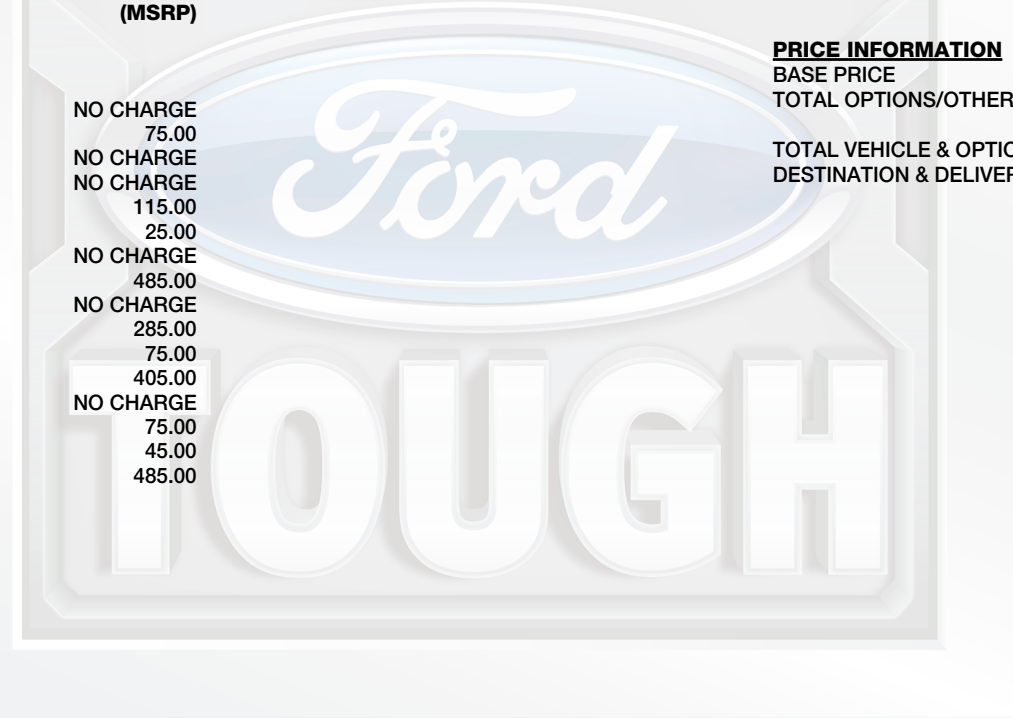 (MSRP)
NO CHARGE
75.00
NO CHARGE
NO CHARGE
115.00
25.00
NO CHARGE
485.00
NO CHARGE
285.00
75.00
405.00
NO CHARGE
75.00
45.00
485.00
PRICE INFORMATION
BASE PRICE
TOTAL OPTIONS/OTHER
TOTAL VEHICLE & OPTIO
DESTINATION & DELIVER
Ford
TOUGH